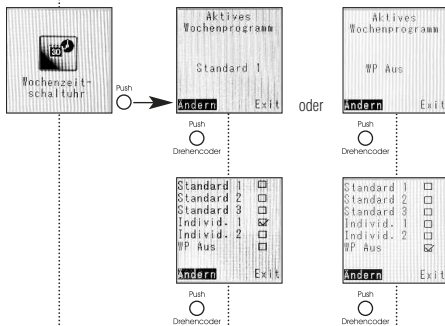 30
Wochenzeit-
schaltuhr
Push
Aktives
Wochenprogramm
Standard 1
Ändern Exit
oder
Aktives
Wochenprogramm
WP Aus
Ändern Exit
Push
Drehencoder
Push
Drehencoder
Standard 1
Standard 2
Standard 3
Individ. 1
Individ. 2
WP Aus
Ändern Exit
Standard 1
Standard 2
Standard 3
Individ. 1
Individ. 2
WP Aus
Ändern Exit
Push
Drehencoder
Push
Drehencoder